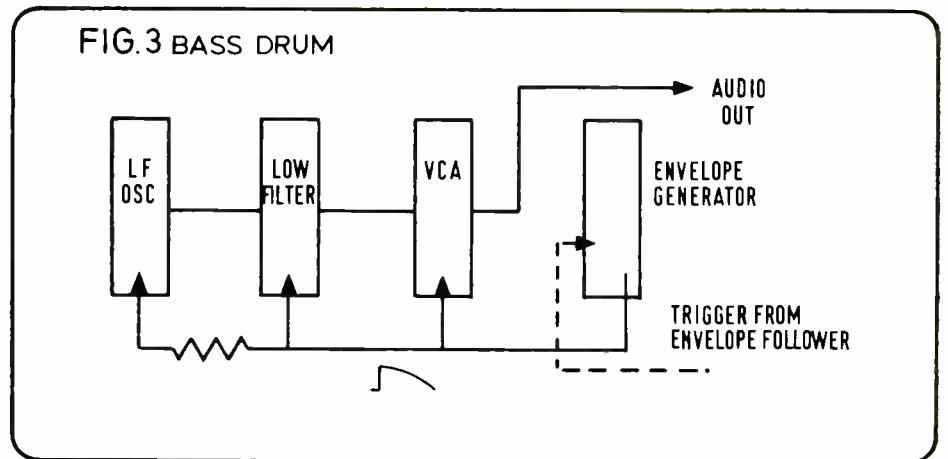 FIG.3 BASS DRUM
AUDIO
OUT
LF
OSC
LOW
FILTER
VCA
ENVELOPE
GENERATOR
TRIGGER FROM
ENVELOPE FOLLOWER